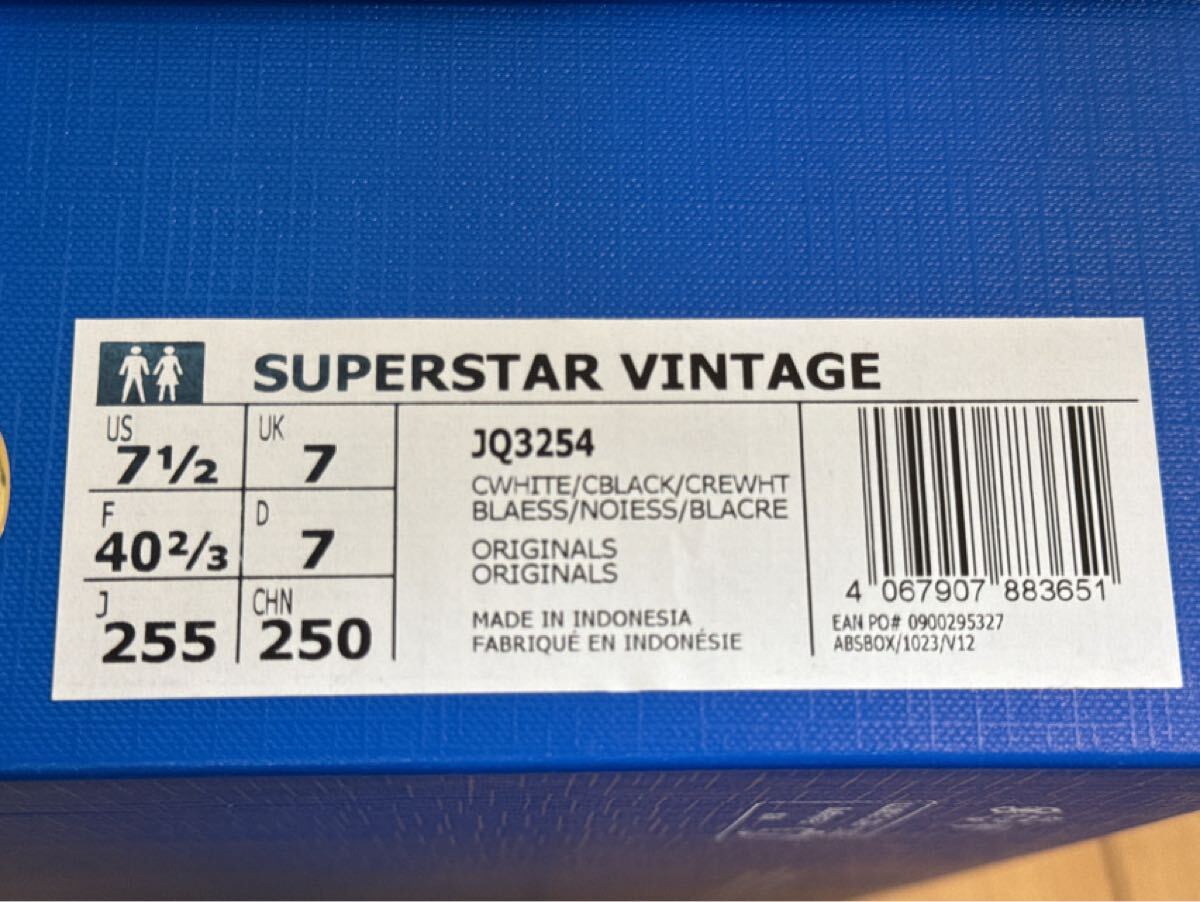 SUPERSTAR VINTAGE
US 7½
UK 7
F 40⅔
D 7
J 255
CHN 250
JQ3254
CWHITE/CBLACK/CREWHT
BLAESS/NOIESS/BLACRE
ORIGINALS
ORIGINALS
MADE IN INDONESIA
FABRIQUÉ EN INDONÉSIE
4 067907 883651
EAN PO# 0900295327
ABSBOX/1023/V12